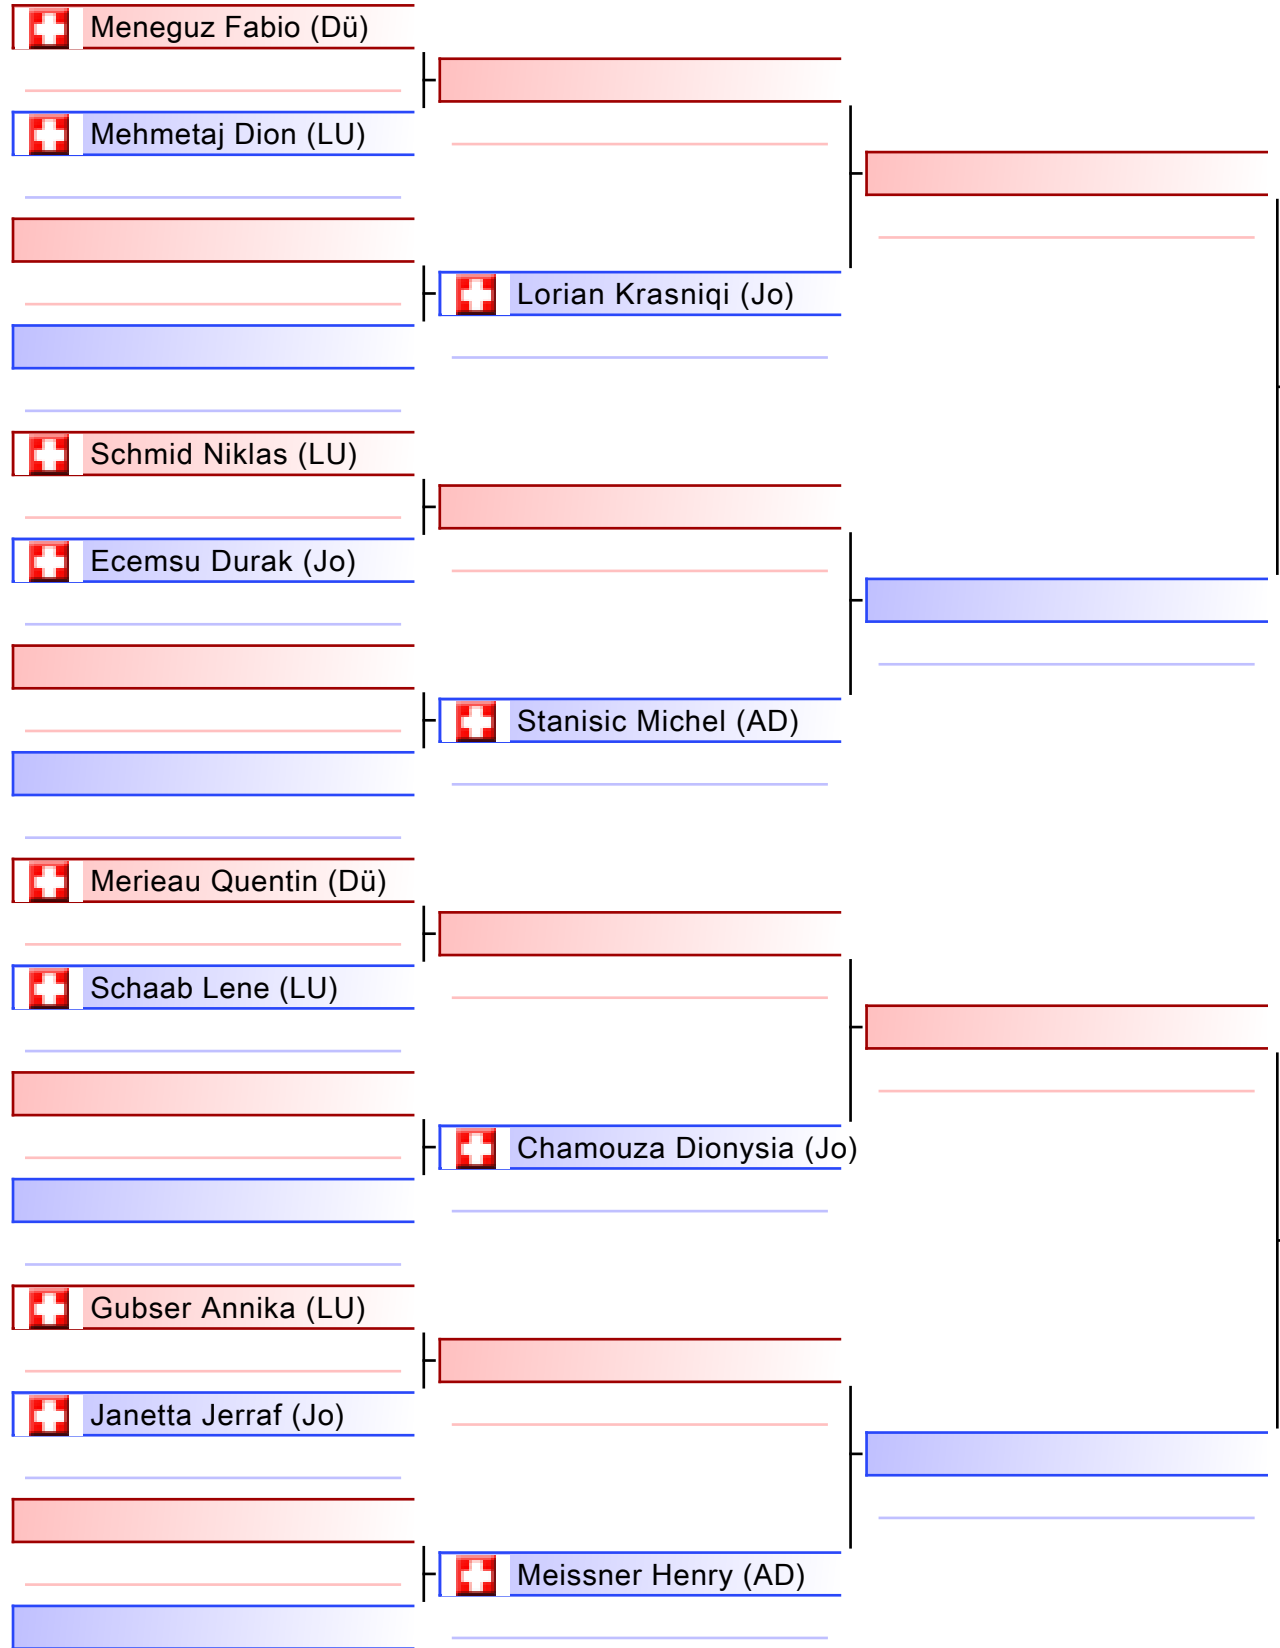 Meneguz Fabio (Dü)
Mehmetaj Dion (LU)
Lorian Krasniqi (Jo)
Schmid Niklas (LU)
Ecemsu Durak (Jo)
Stanisic Michel (AD)
Merieau Quentin (Dü)
Schaab Lene (LU)
Chamouza Dionysia (Jo)
Gubser Annika (LU)
Janetta Jerraf (Jo)
Meissner Henry (AD)